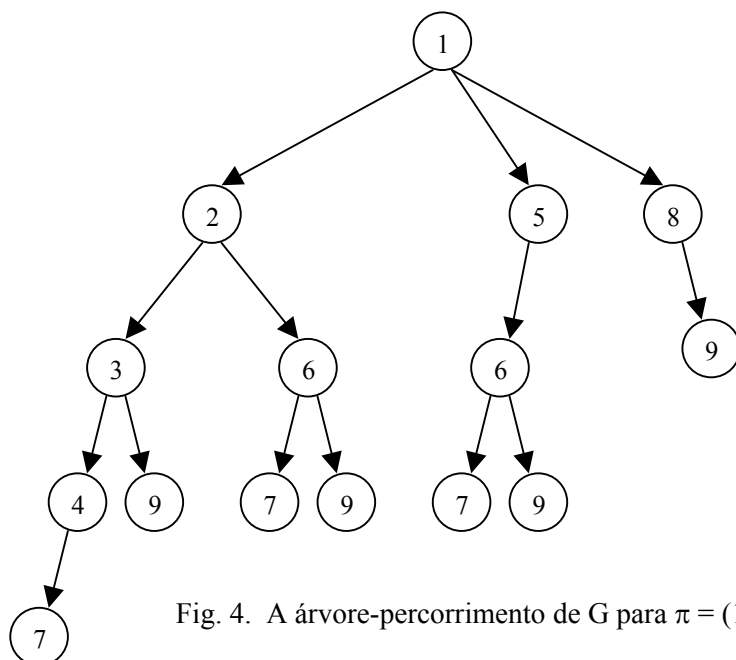 1
2 5 8
3 6 6 9
4 9 7 9 7 9
7
Fig. 4. A árvore-percorrimento de G para π = (1